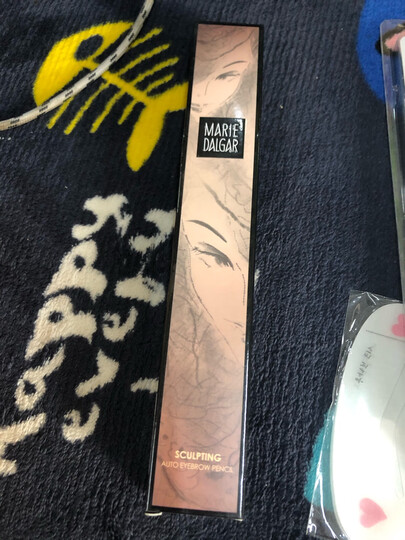 MARIE
DALGAR
SCULPTING
AUTO EYEBROW PENCIL
happy
every